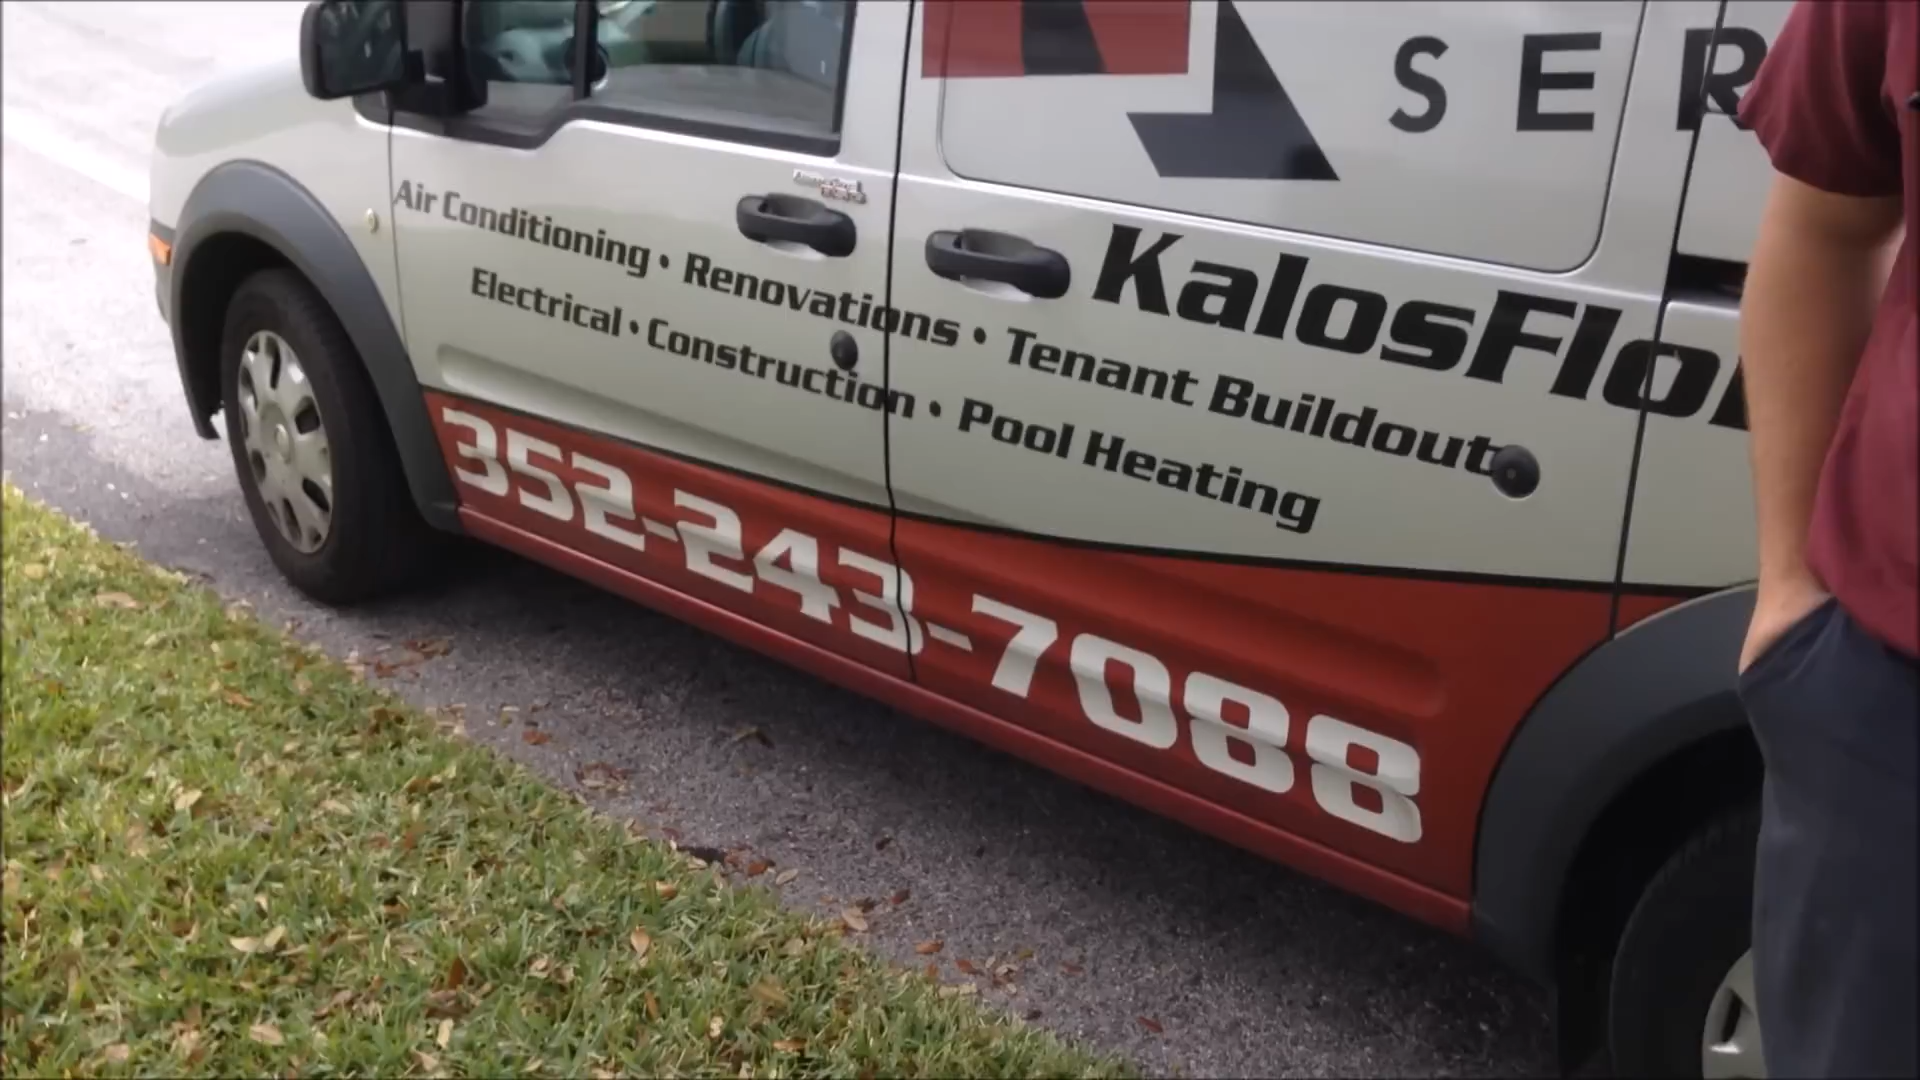 SER
KalosFlo
Air Conditioning • Renovations • Tenant Buildout
Electrical • Construction • Pool Heating
352-243-7088